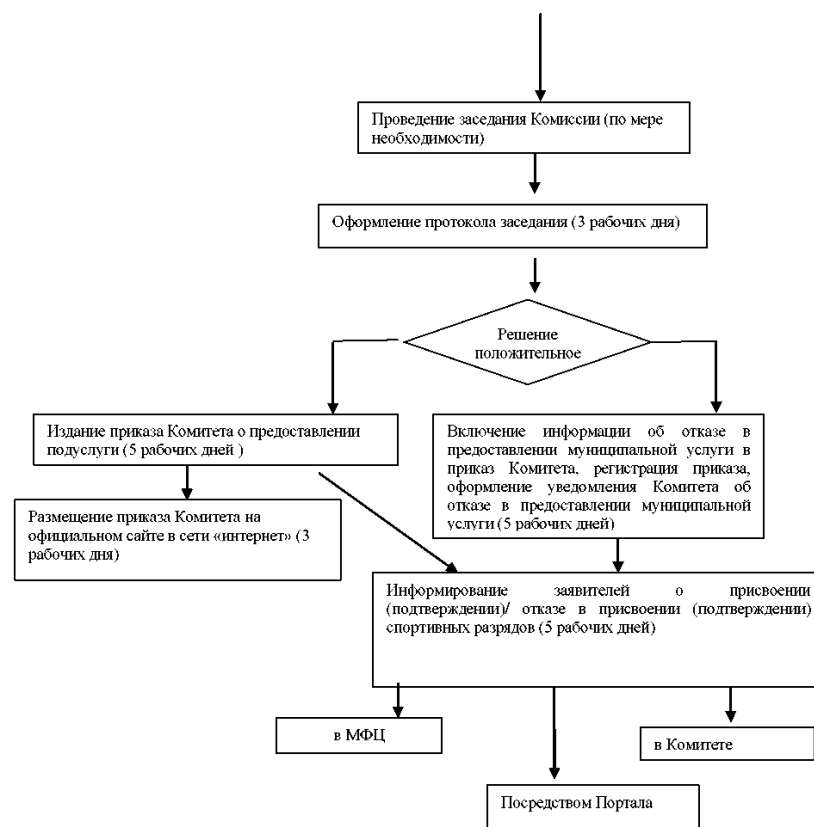 Проведение заседания Комиссии (по мере
необходимости)
Оформление протокола заседания (3 рабочих дня)
Решение
положительное
Издание приказа Комитета о предоставлении
подуслуги (5 рабочих дней )
Включение информации об отказе в
предоставлении муниципальной услуги в
приказ Комитета, регистрация приказа,
оформление уведомления Комитета об
отказе в предоставлении муниципальной
услуги (5 рабочих дней)
Размещение приказа Комитета на
официальном сайте в сети «интернет» (3
рабочих дня)
Информирование заявителей о присвоении
(подтверждении)/ отказе в присвоении (подтверждении)
спортивных разрядов (5 рабочих дней)
в МФЦ
в Комитете
Посредством Портала